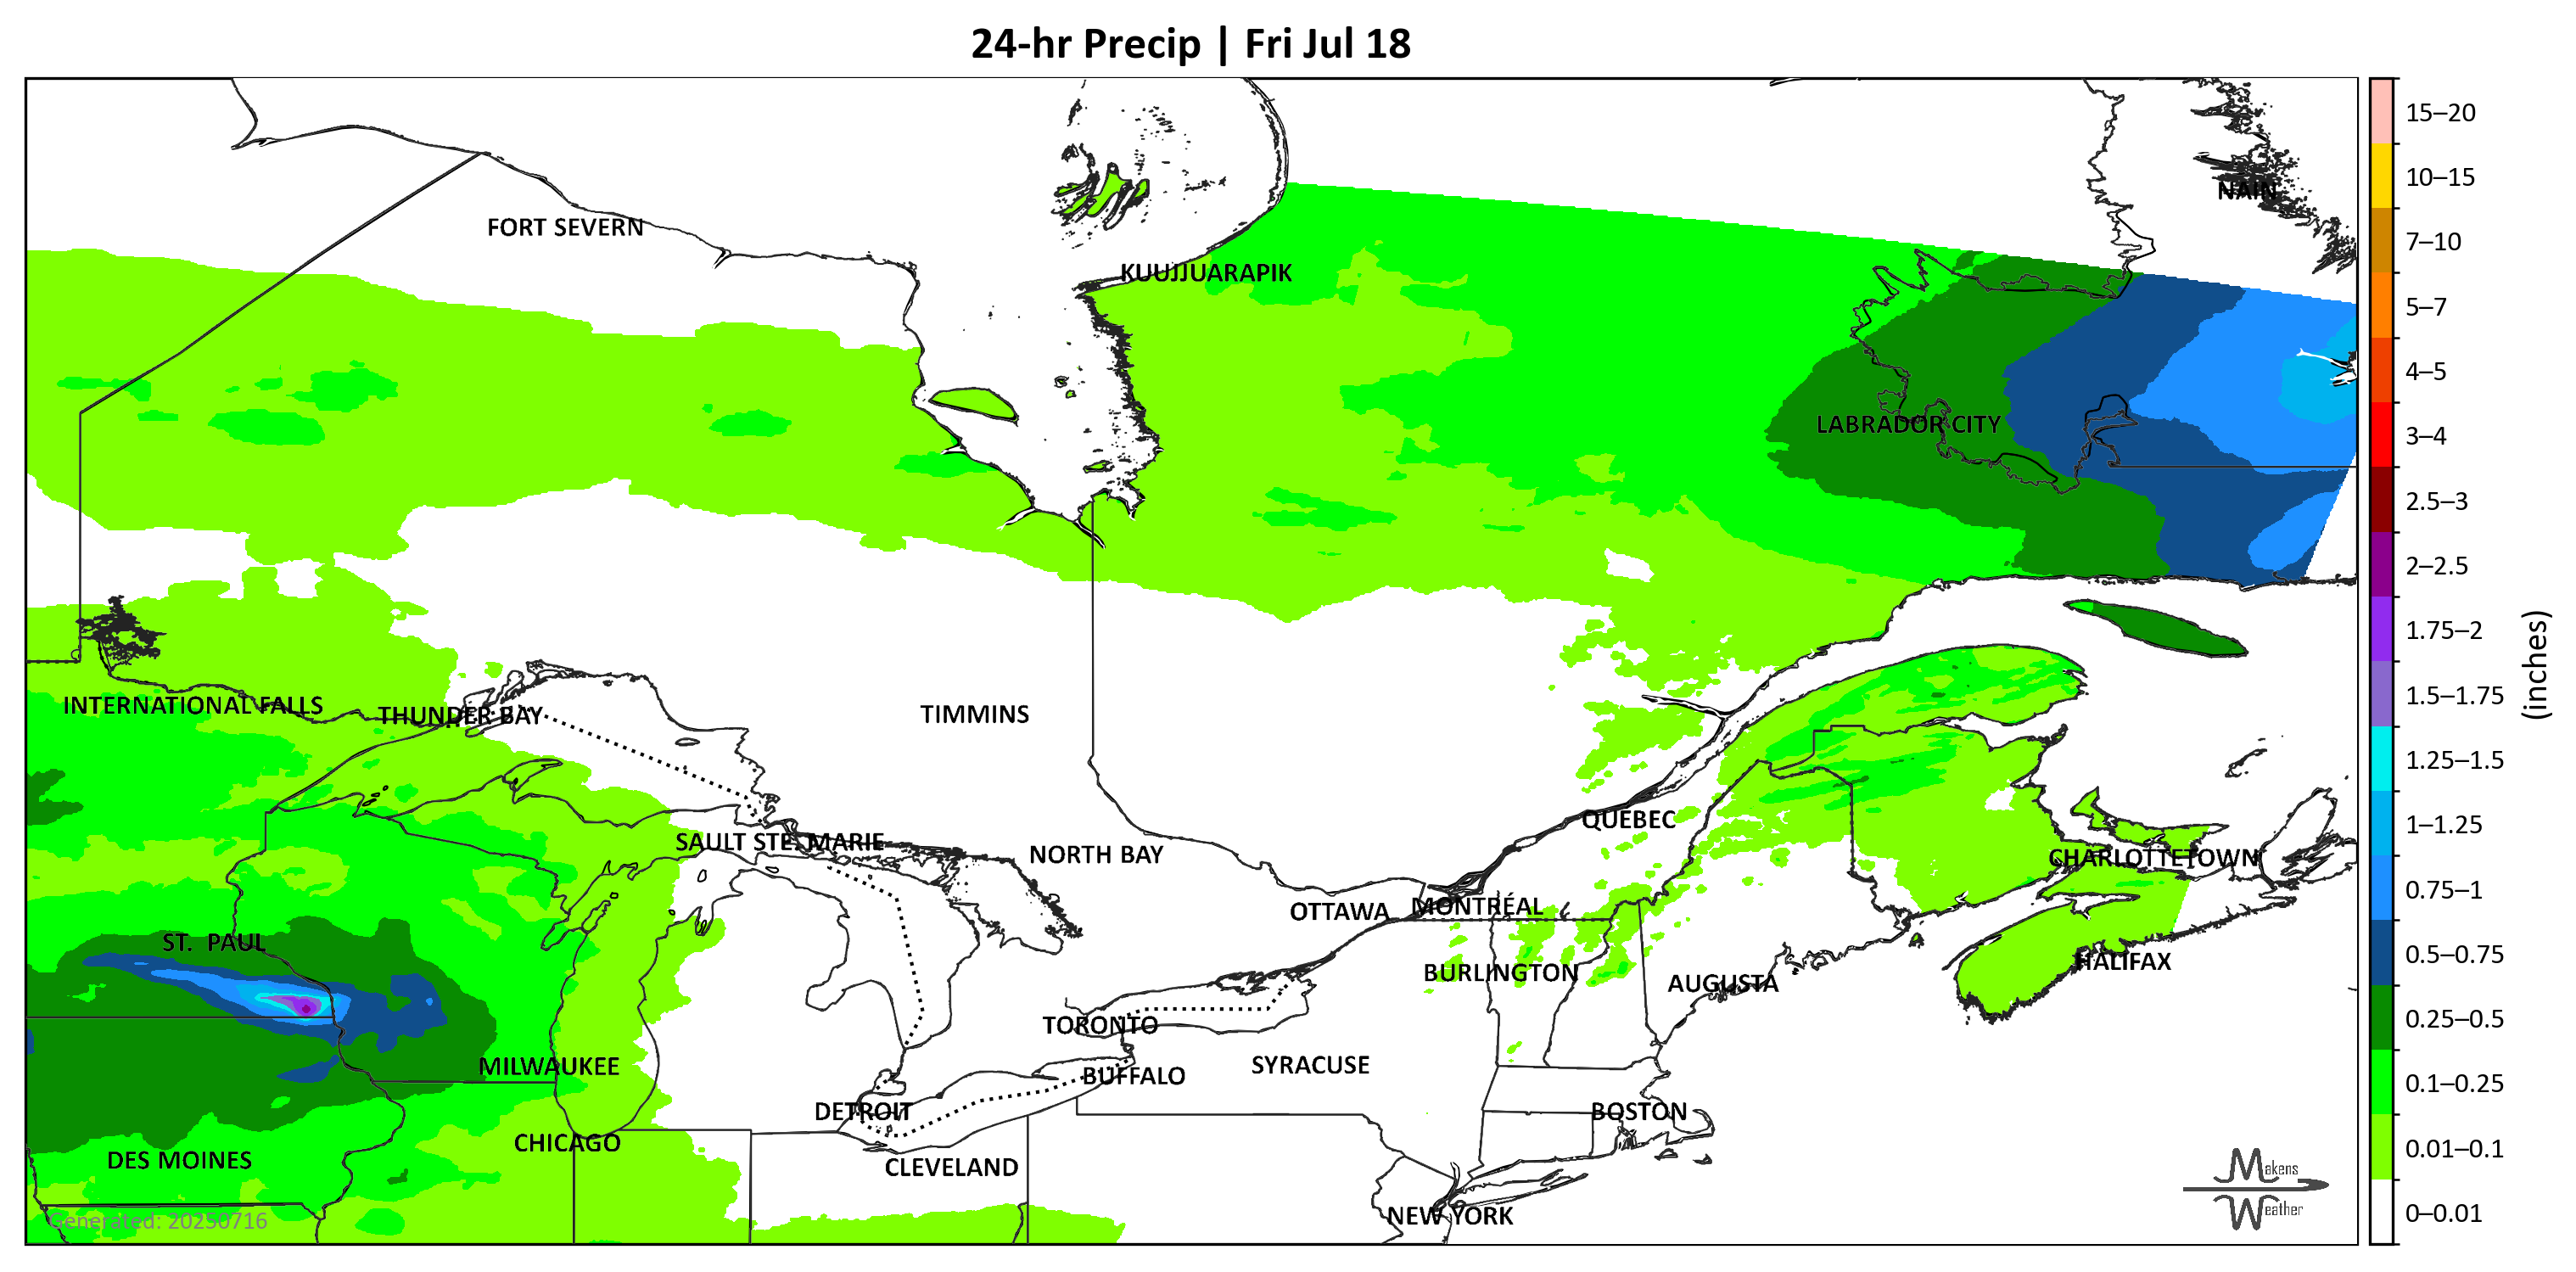 24-hr Precip | Fri Jul 18
15–20
NAIN
10–15
FORT SEVERN
7–10
KUUJJUARAPIK
5–7
4–5
LABRADOR CITY
3–4
2.5–3
2–2.5
1.75–2
(inches)
1.5–1.75
INTERNATIONAL FALLS
THUNDER BAY
TIMMINS
1.25–1.5
QUEBEC
1–1.25
SAULT STE. MARIE
NORTH BAY
CHARLOTTETOWN
0.75–1
OTTAWA
MONTRÉAL
ST. PAUL
0.5–0.75
HALIFAX
BURLINGTON
AUGUSTA
0.25–0.5
TORONTO
MILWAUKEE
SYRACUSE
BUFFALO
0.1–0.25
DETROIT
BOSTON
CHICAGO
0.01–0.1
DES MOINES
CLEVELAND
Makens
Weather
0–0.01
Generated: 20250716
NEW YORK